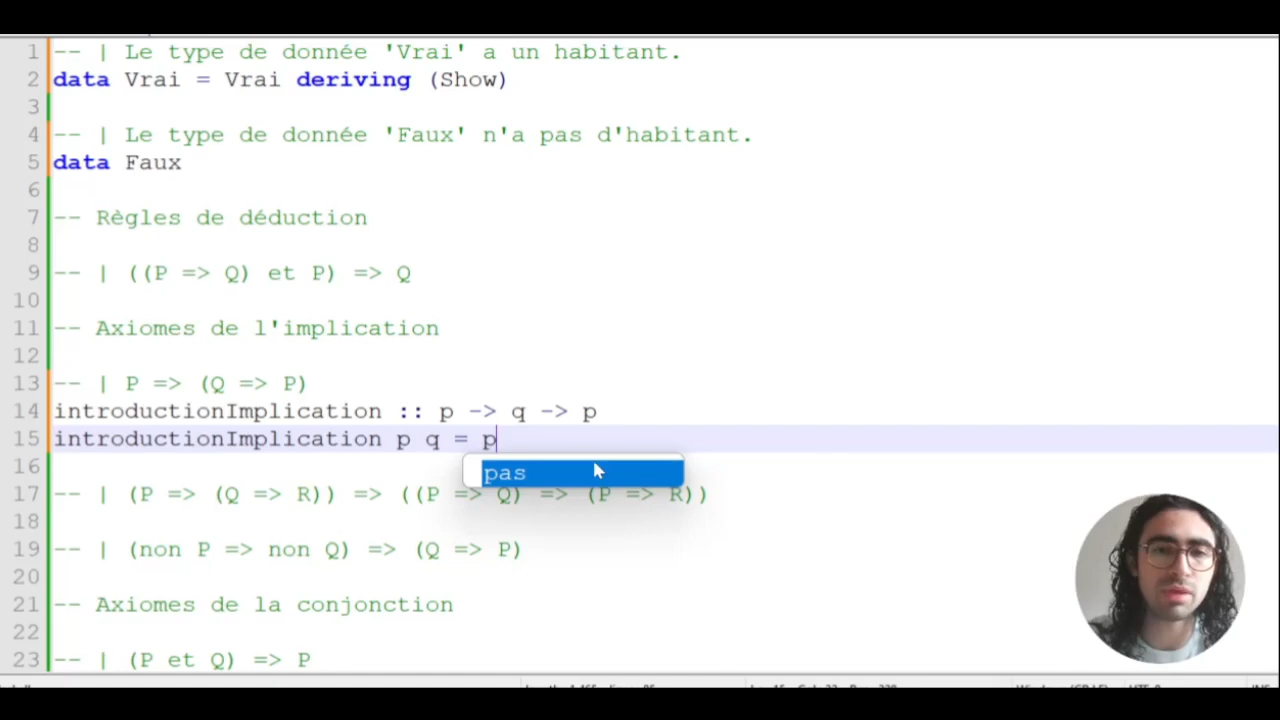 1 -- | Le type de donnée 'Vrai' a un habitant.
2 data Vrai = Vrai deriving (Show)
3
4 -- | Le type de donnée 'Faux' n'a pas d'habitant.
5 data Faux
6
7 -- Règles de déduction
8
9 -- | ((P => Q) et P) => Q
10
11 -- Axiomes de l'implication
12
13 -- | P => (Q => P)
14 introductionImplication :: p -> q -> p
15 introductionImplication p q = p
16
pas
17 -- | (P => (Q => R)) => ((P => Q) => (P => R))
18
19 -- | (non P => non Q) => (Q => P)
20
21 -- Axiomes de la conjonction
22
23 -- | (P et Q) => P